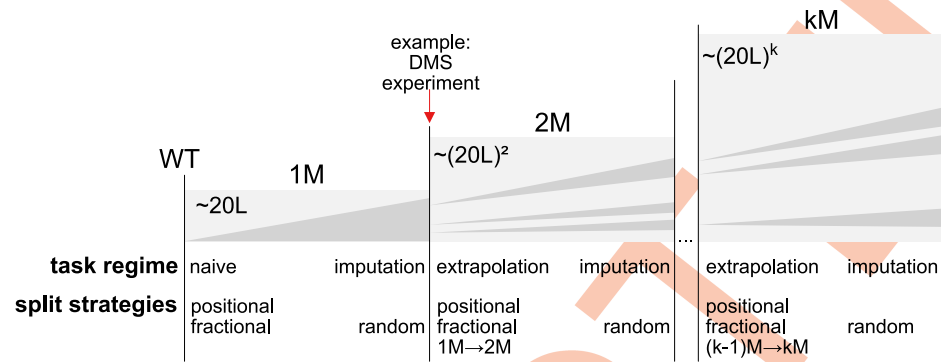 kM
example:
DMS
experiment
~(20L)ᵏ
2M
WT
1M
~(20L)²
~20L
...
task regime naive imputation extrapolation imputation extrapolation imputation
split strategies positional positional positional
fractional random fractional random fractional random
1M→2M (k-1)M→kM